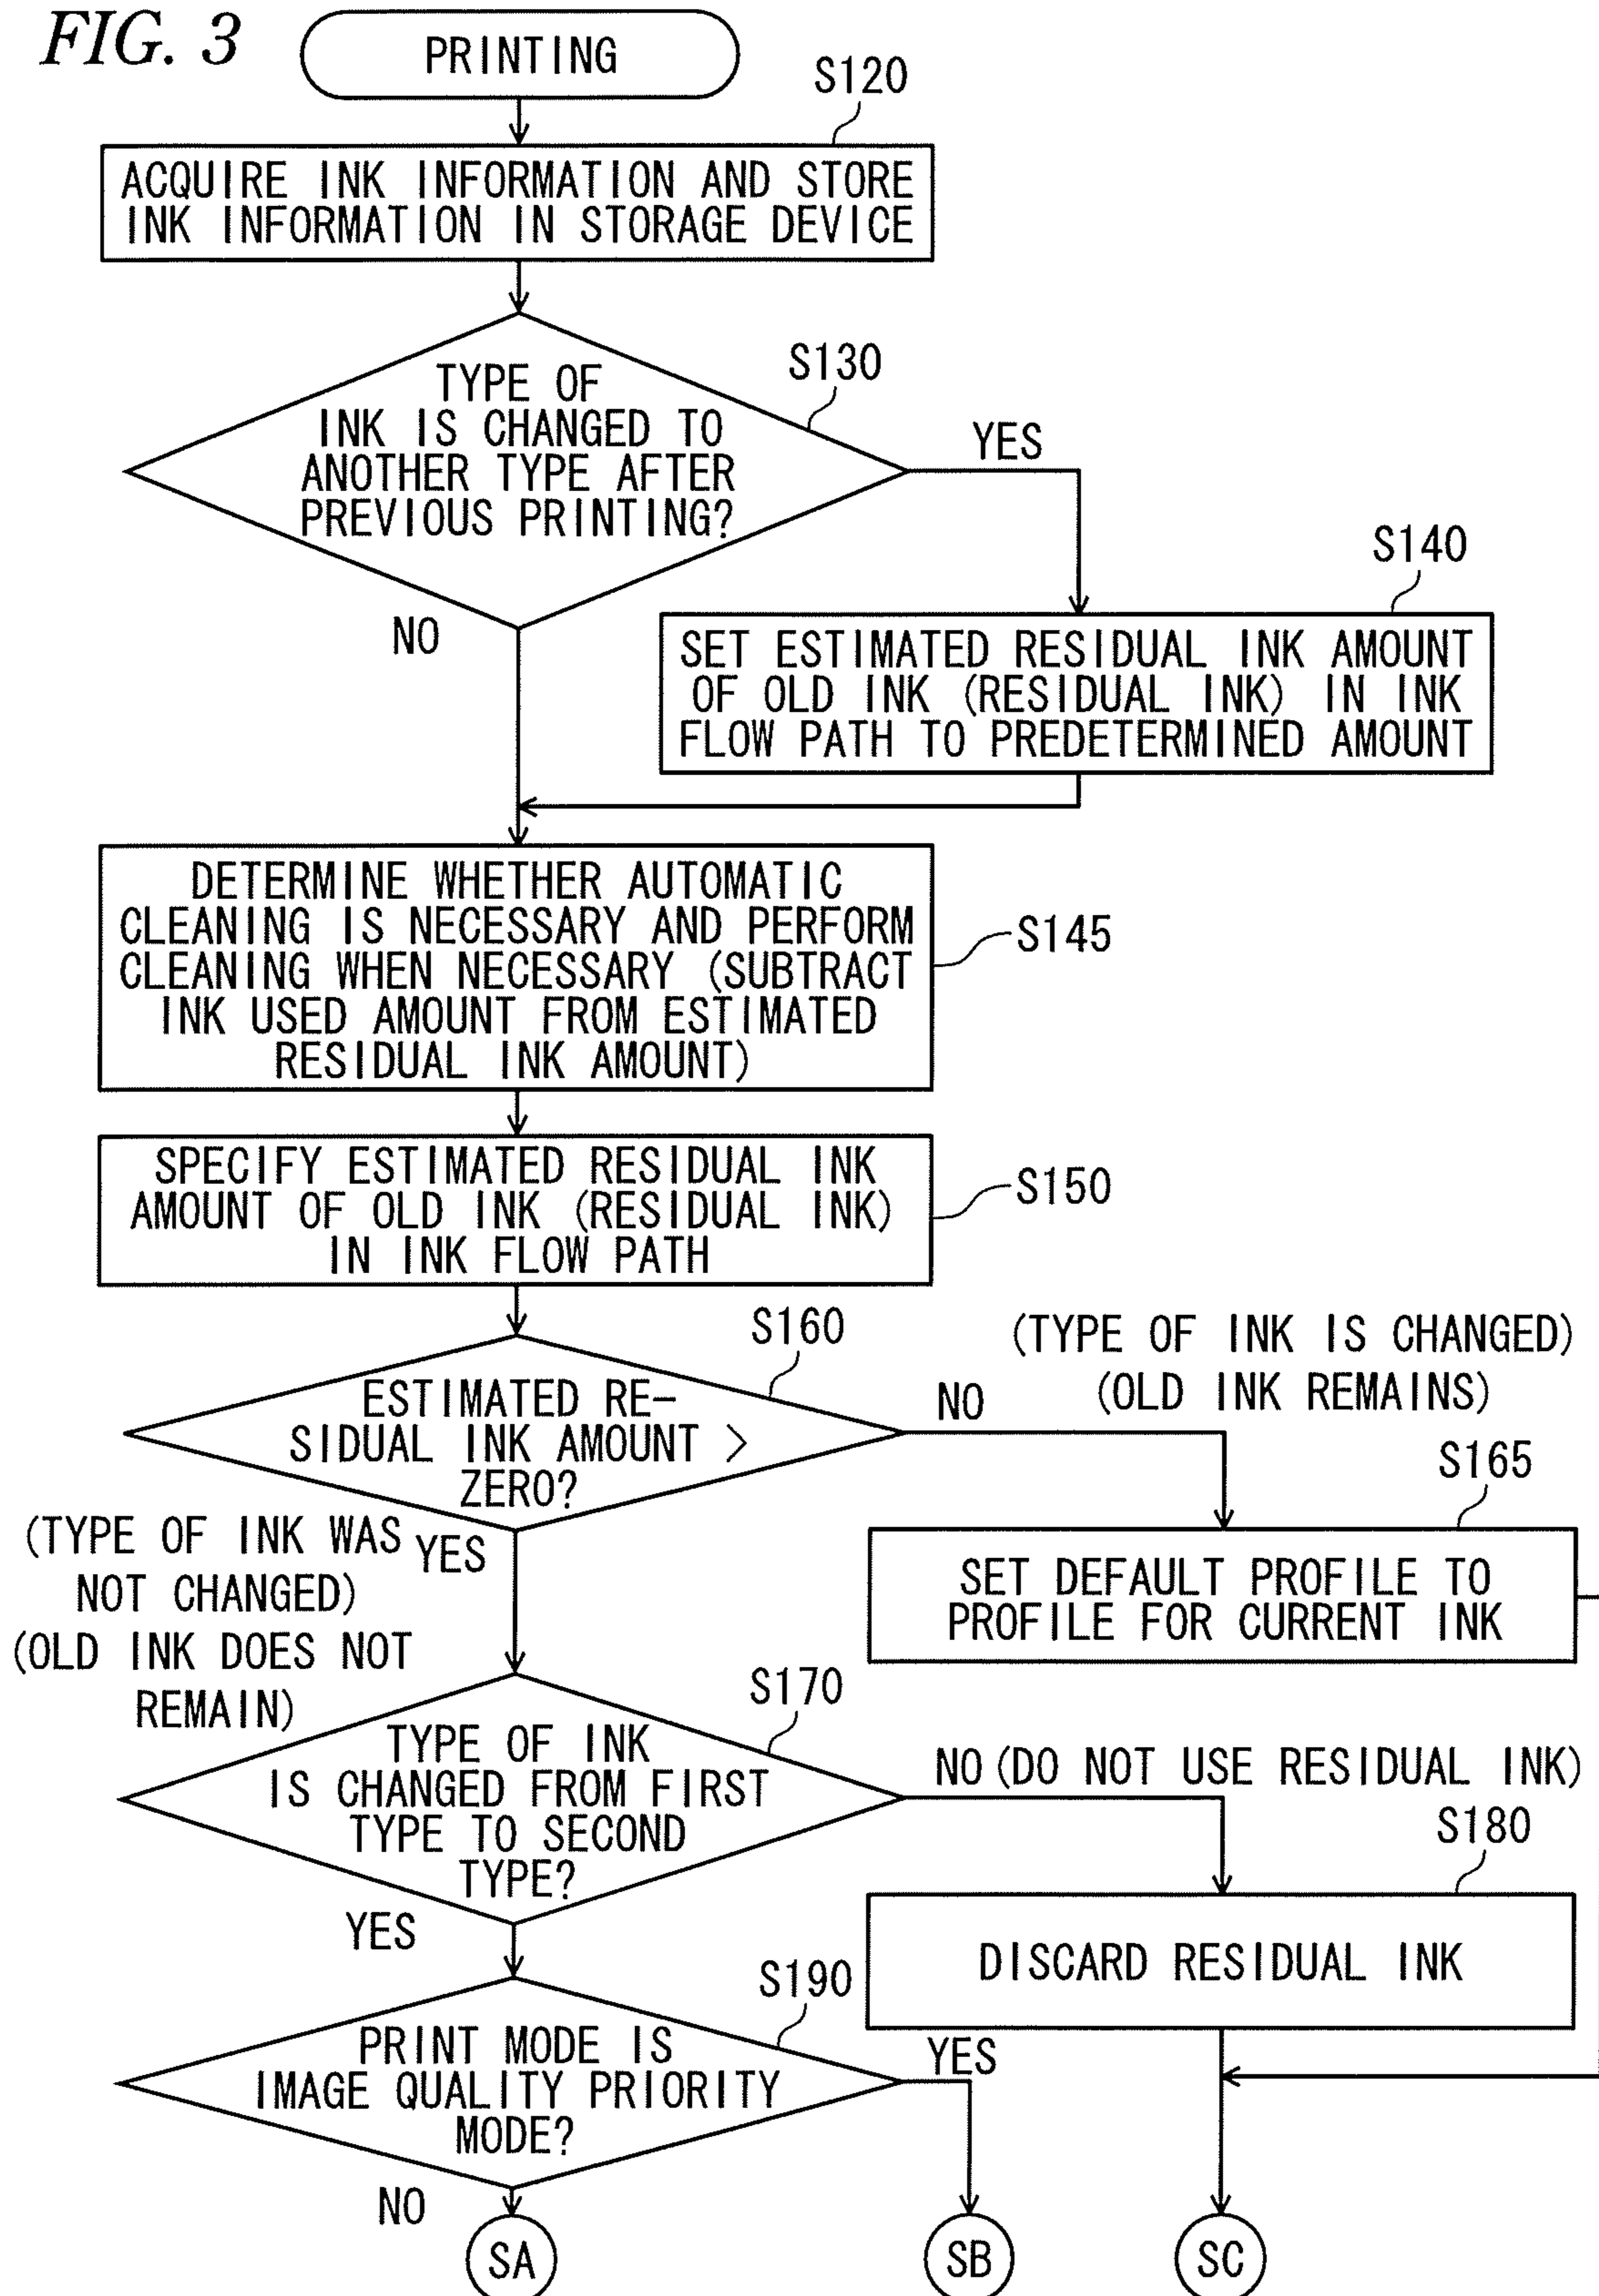 FIG. 3
PRINTING
S120
ACQUIRE INK INFORMATION AND STORE
INK INFORMATION IN STORAGE DEVICE
S130
TYPE OF
INK IS CHANGED TO
ANOTHER TYPE AFTER
PREVIOUS PRINTING?
YES
NO
S140
SET ESTIMATED RESIDUAL INK AMOUNT
OF OLD INK (RESIDUAL INK) IN INK
FLOW PATH TO PREDETERMINED AMOUNT
DETERMINE WHETHER AUTOMATIC
CLEANING IS NECESSARY AND PERFORM
CLEANING WHEN NECESSARY (SUBTRACT
INK USED AMOUNT FROM ESTIMATED
RESIDUAL INK AMOUNT)
S145
SPECIFY ESTIMATED RESIDUAL INK
AMOUNT OF OLD INK (RESIDUAL INK)
IN INK FLOW PATH
S150
S160
ESTIMATED RE-
SIDUAL INK AMOUNT >
ZERO?
NO
(TYPE OF INK IS CHANGED)
(OLD INK REMAINS)
S165
SET DEFAULT PROFILE TO
PROFILE FOR CURRENT INK
YES
(TYPE OF INK WAS
NOT CHANGED)
(OLD INK DOES NOT
REMAIN)
S170
TYPE OF INK
IS CHANGED FROM FIRST
TYPE TO SECOND
TYPE?
NO (DO NOT USE RESIDUAL INK)
S180
DISCARD RESIDUAL INK
YES
S190
PRINT MODE IS
IMAGE QUALITY PRIORITY
MODE?
YES
NO
SA
SB
SC